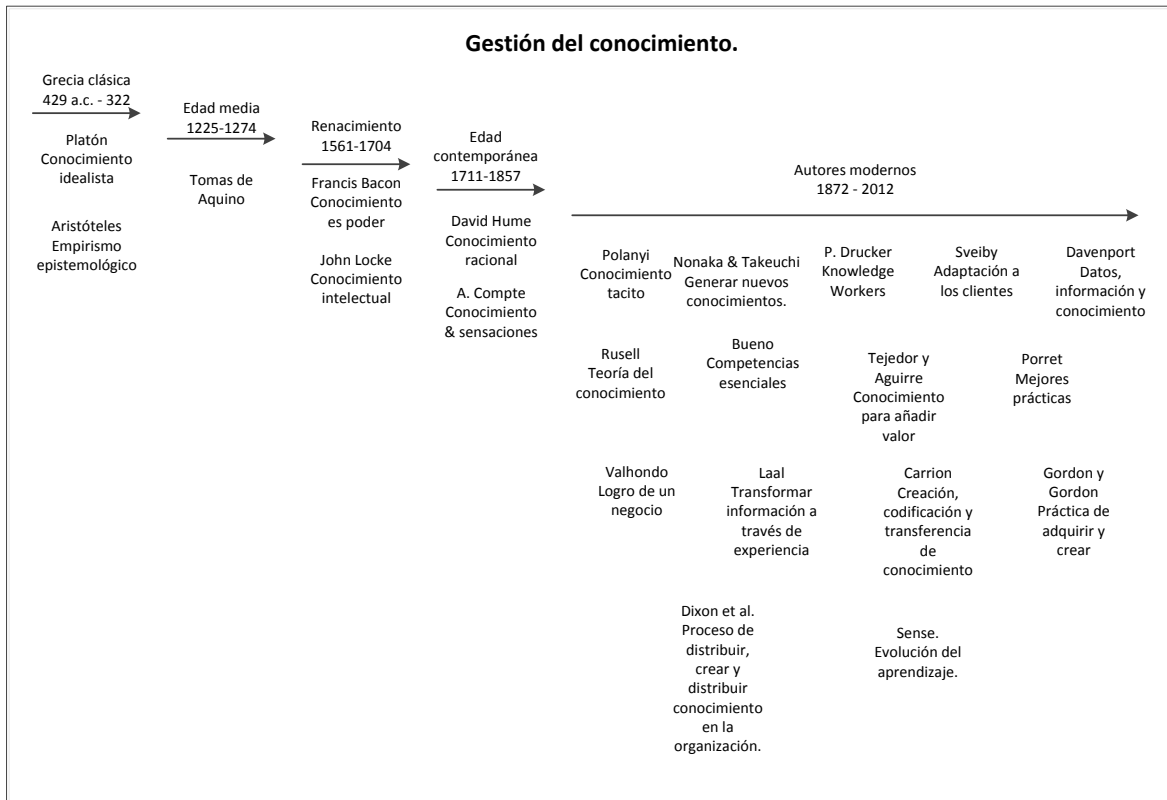 Gestión del conocimiento.
Grecia clásica
429 a.c. - 322
Platón
Conocimiento
idealista
Aristóteles
Empirismo
epistemológico
Edad media
1225-1274
Tomas de
Aquino
Renacimiento
1561-1704
Francis Bacon
Conocimiento
es poder
John Locke
Conocimiento
intelectual
Edad
contemporánea
1711-1857
David Hume
Conocimiento
racional
A. Compte
Conocimiento
& sensaciones
Autores modernos
1872 - 2012
Polanyi
Conocimiento
tacito
Nonaka & Takeuchi
Generar nuevos
conocimientos.
P. Drucker
Knowledge
Workers
Sveiby
Adaptación a
los clientes
Davenport
Datos,
información y
conocimiento
Rusell
Teoría del
conocimiento
Bueno
Competencias
esenciales
Tejedor y
Aguirre
Conocimiento
para añadir
valor
Porret
Mejores
prácticas
Valhondo
Logro de un
negocio
Laal
Transformar
información a
través de
experiencia
Carrion
Creación,
codificación y
transferencia
de
conocimiento
Gordon y
Gordon
Práctica de
adquirir y
crear
Dixon et al.
Proceso de
distribuir,
crear y
distribuir
conocimiento
en la
organización.
Sense.
Evolución del
aprendizaje.